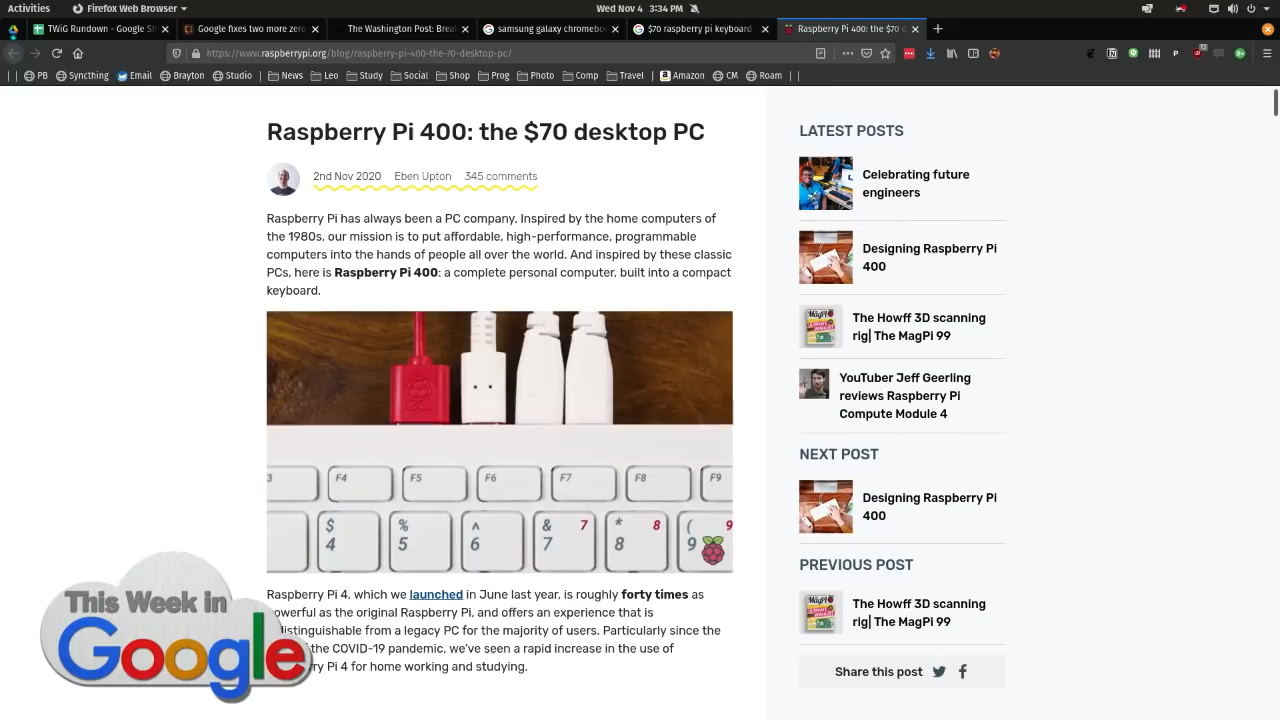 Activities
Firefox Web Browser
Wed Nov 4 3:34 PM
TWiG Rundown - Google Sh
Google fixes two more zero
The Washington Post: Break
samsung galaxy chromeboo
$70 raspberry pi keyboard
Raspberry Pi 400: the $70 d
https://www.raspberrypi.org/blog/raspberry-pi-400-the-70-desktop-pc/
PB
Syncthing
Email
Brayton
Studio
News
Leo
Study
Social
Shop
Prog
Photo
Comp
Travel
Amazon
CM
Roam
Raspberry Pi 400: the $70 desktop PC
2nd Nov 2020 Eben Upton 345 comments
Raspberry Pi has always been a PC company. Inspired by the home computers of
the 1980s, our mission is to put affordable, high-performance, programmable
computers into the hands of people all over the world. And inspired by these classic
PCs, here is Raspberry Pi 400: a complete personal computer, built into a compact
keyboard.
3 F4 F5 F6 F7 F8 F9
$ % ^ & 7 * 8 ( 9
4 5 6 7 8 9
Raspberry Pi 4, which we launched in June last year, is roughly forty times as
powerful as the original Raspberry Pi, and offers an experience that is
distinguishable from a legacy PC for the majority of users. Particularly since the
the COVID-19 pandemic, we've seen a rapid increase in the use of
Pi 4 for home working and studying.
LATEST POSTS
Celebrating future
engineers
Designing Raspberry Pi
400
The Howff 3D scanning
rig| The MagPi 99
YouTuber Jeff Geerling
reviews Raspberry Pi
Compute Module 4
NEXT POST
Designing Raspberry Pi
400
PREVIOUS POST
The Howff 3D scanning
rig| The MagPi 99
Share this post
This Week in
Google